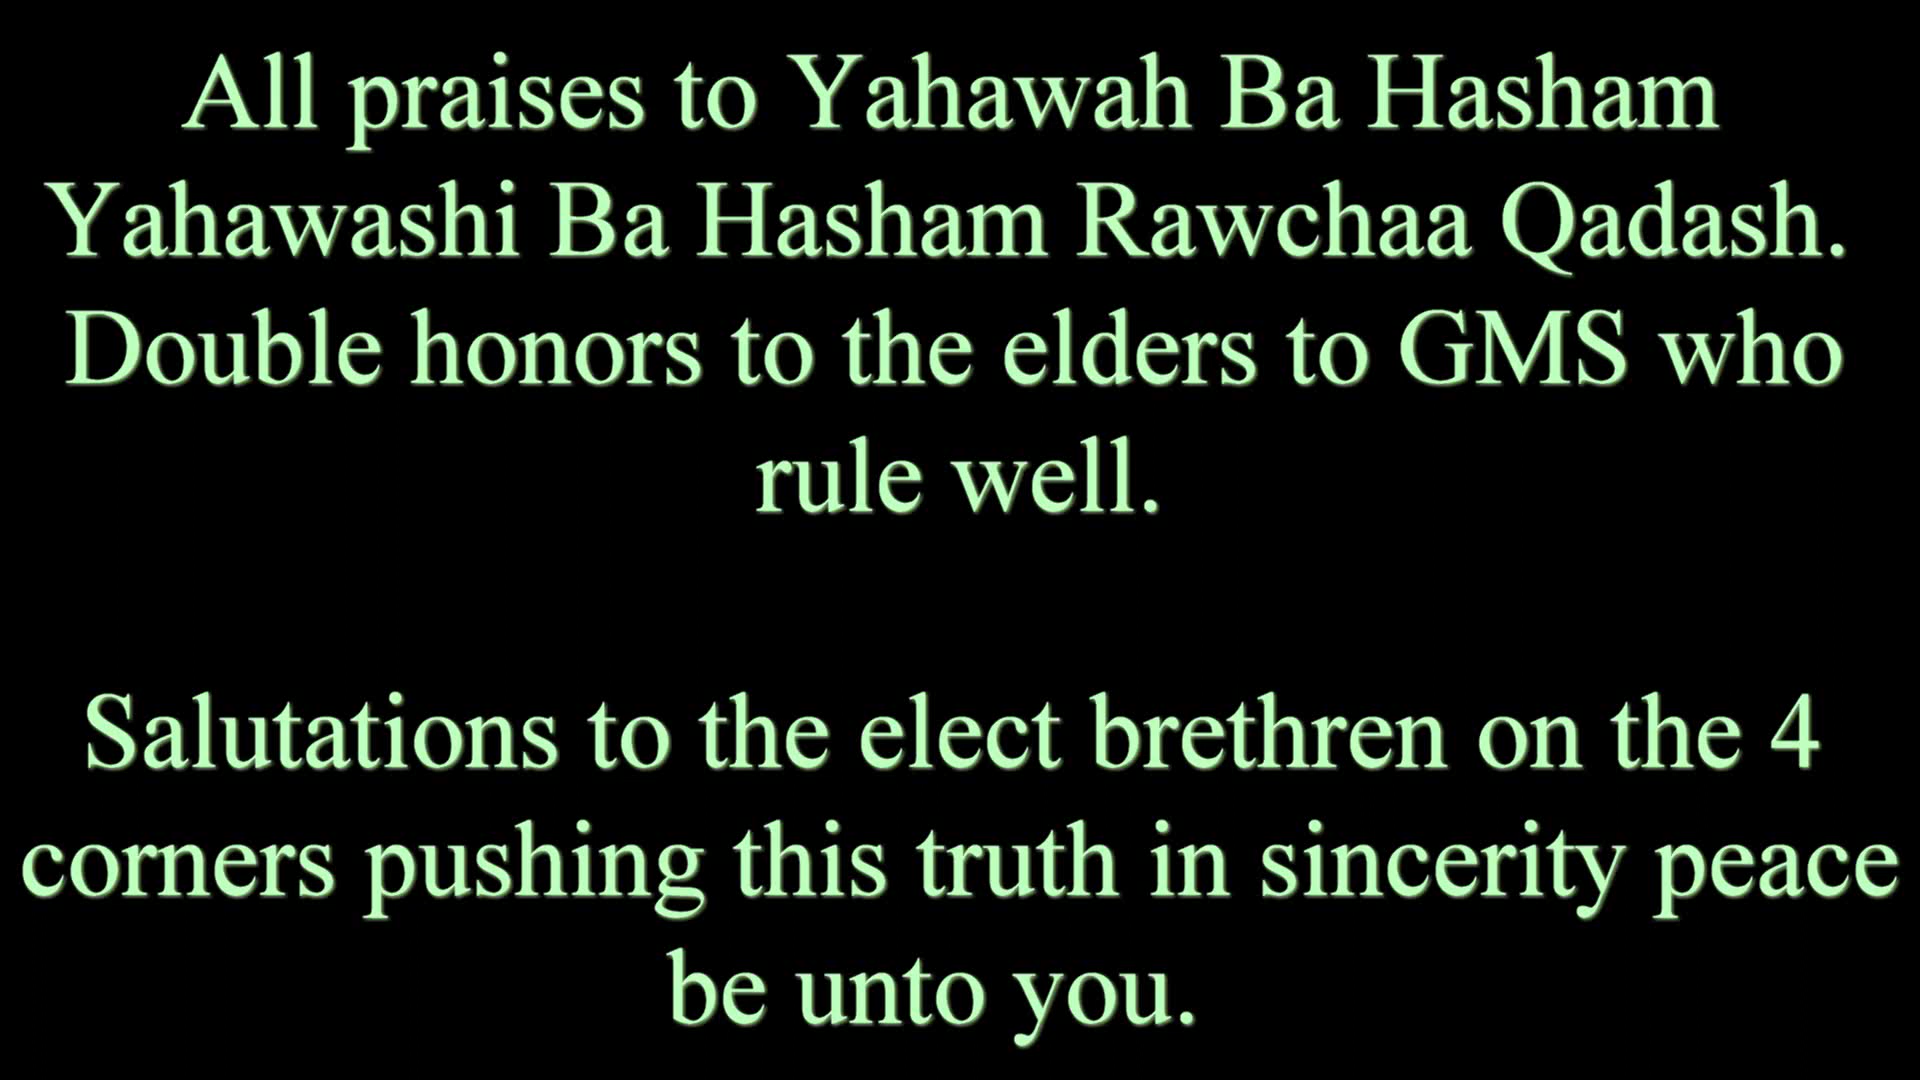 All praises to Yahawah Ba Hasham
Yahawashi Ba Hasham Rawchaa Qadash.
Double honors to the elders to GMS who
rule well.
Salutations to the elect brethren on the 4
corners pushing this truth in sincerity peace
be unto you.